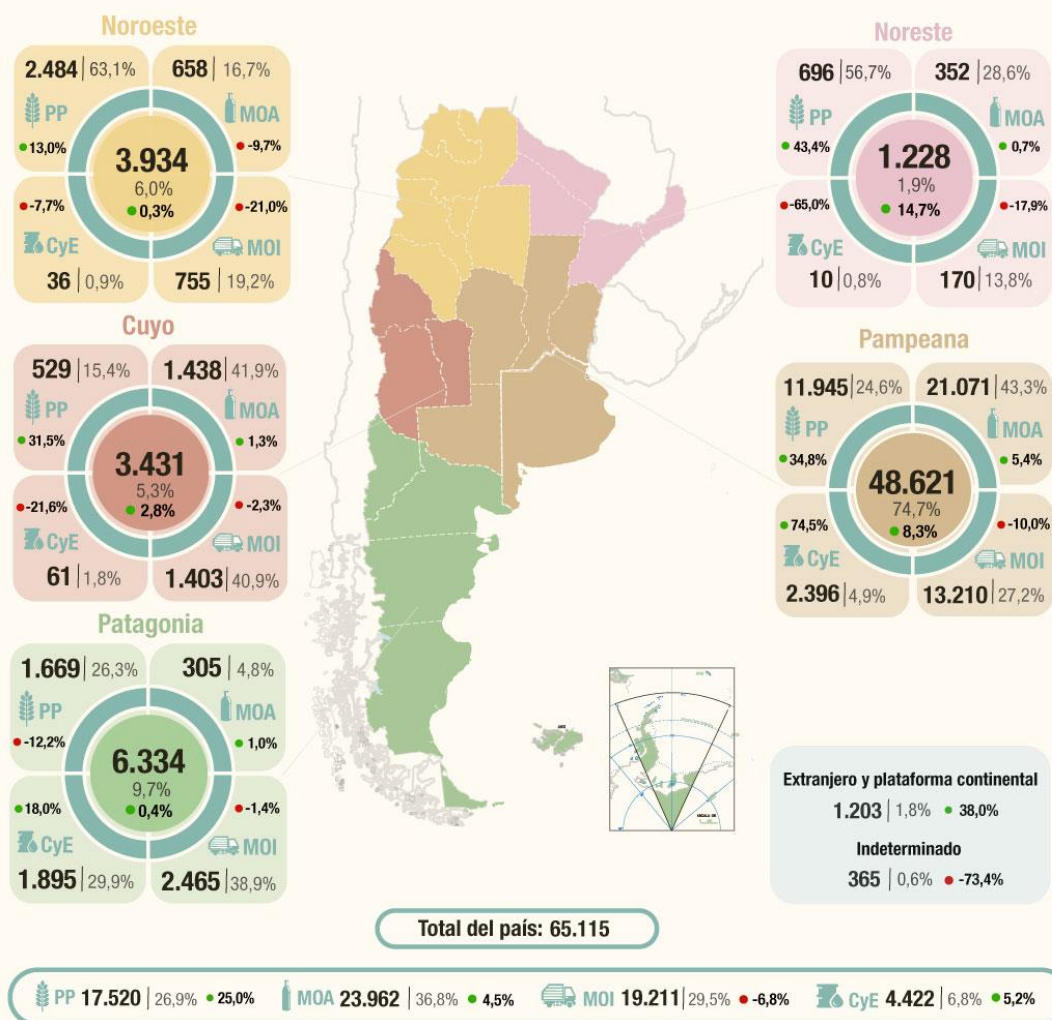 Noroeste
2.484 | 63,1%
658 | 16,7%
PP
MOA
13,0%
-9,7%
3.934
6,0%
0,3%
-7,7%
-21,0%
CyE
MOI
36 | 0,9%
755 | 19,2%
Noreste
696 | 56,7%
352 | 28,6%
PP
MOA
43,4%
0,7%
1.228
1,9%
14,7%
-65,0%
-17,9%
CyE
MOI
10 | 0,8%
170 | 13,8%
Cuyo
529 | 15,4%
1.438 | 41,9%
PP
MOA
31,5%
1,3%
3.431
5,3%
2,8%
-21,6%
-2,3%
CyE
MOI
61 | 1,8%
1.403 | 40,9%
Pampeana
11.945 | 24,6%
21.071 | 43,3%
PP
MOA
34,8%
5,4%
48.621
74,7%
8,3%
74,5%
-10,0%
CyE
MOI
2.396 | 4,9%
13.210 | 27,2%
Patagonia
1.669 | 26,3%
305 | 4,8%
PP
MOA
-12,2%
1,0%
6.334
9,7%
0,4%
18,0%
-1,4%
CyE
MOI
1.895 | 29,9%
2.465 | 38,9%
Extranjero y plataforma continental
1.203 | 1,8% 38,0%
Indeterminado
365 | 0,6% -73,4%
Total del país: 65.115
PP 17.520 | 26,9% 25,0% MOA 23.962 | 36,8% 4,5% MOI 19.211 | 29,5% -6,8% CyE 4.422 | 6,8% 5,2%